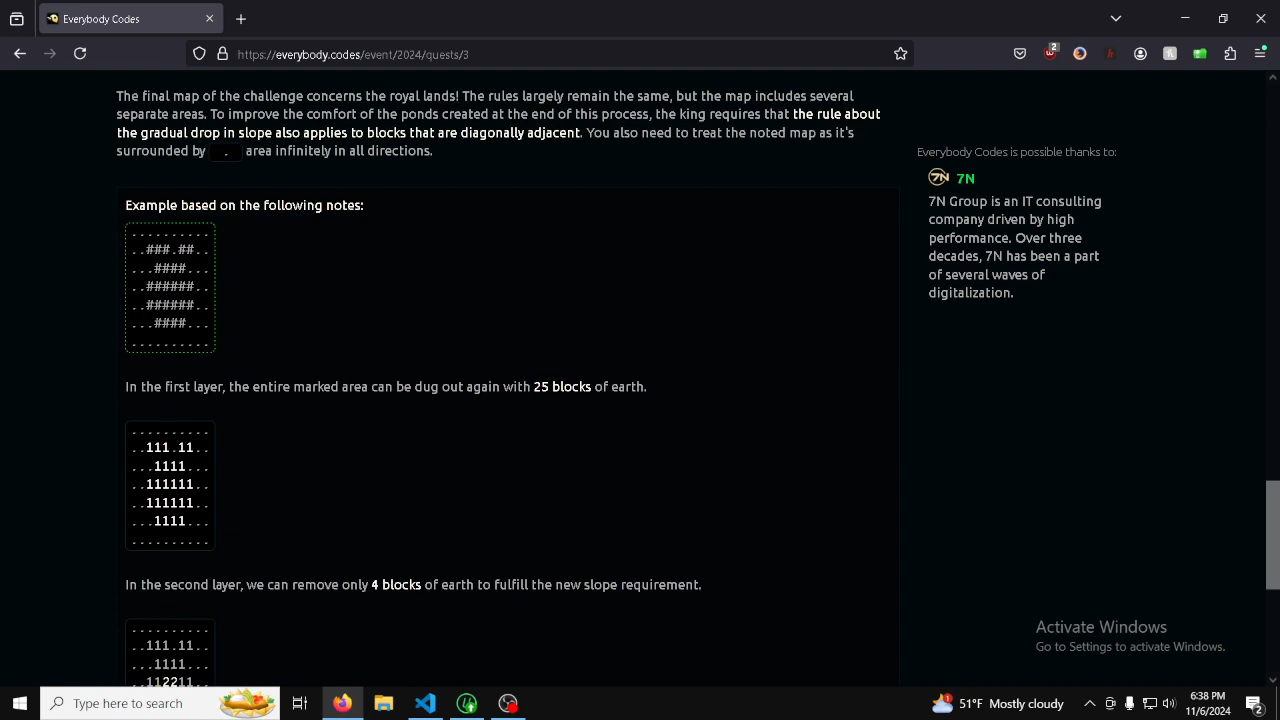 Everybody Codes
https://everybody.codes/event/2024/quests/3
2
The final map of the challenge concerns the royal lands! The rules largely remain the same, but the map includes several
separate areas. To improve the comfort of the ponds created at the end of this process, the king requires that the rule about
the gradual drop in slope also applies to blocks that are diagonally adjacent. You also need to treat the noted map as it's
surrounded by . area infinitely in all directions.
Example based on the following notes:
..........
..###.##..
...####...
..######..
..######..
...####...
..........
In the first layer, the entire marked area can be dug out again with 25 blocks of earth.
..........
..111.11..
...1111...
..111111..
..111111..
...1111...
..........
In the second layer, we can remove only 4 blocks of earth to fulfill the new slope requirement.
..........
..111.11..
...1111...
..112211..
Everybody Codes is possible thanks to:
7N 7N
7N Group is an IT consulting
company driven by high
performance. Over three
decades, 7N has been a part
of several waves of
digitalization.
Activate Windows
Go to Settings to activate Windows.
Type here to search
51°F Mostly cloudy
6:38 PM
11/6/2024
2